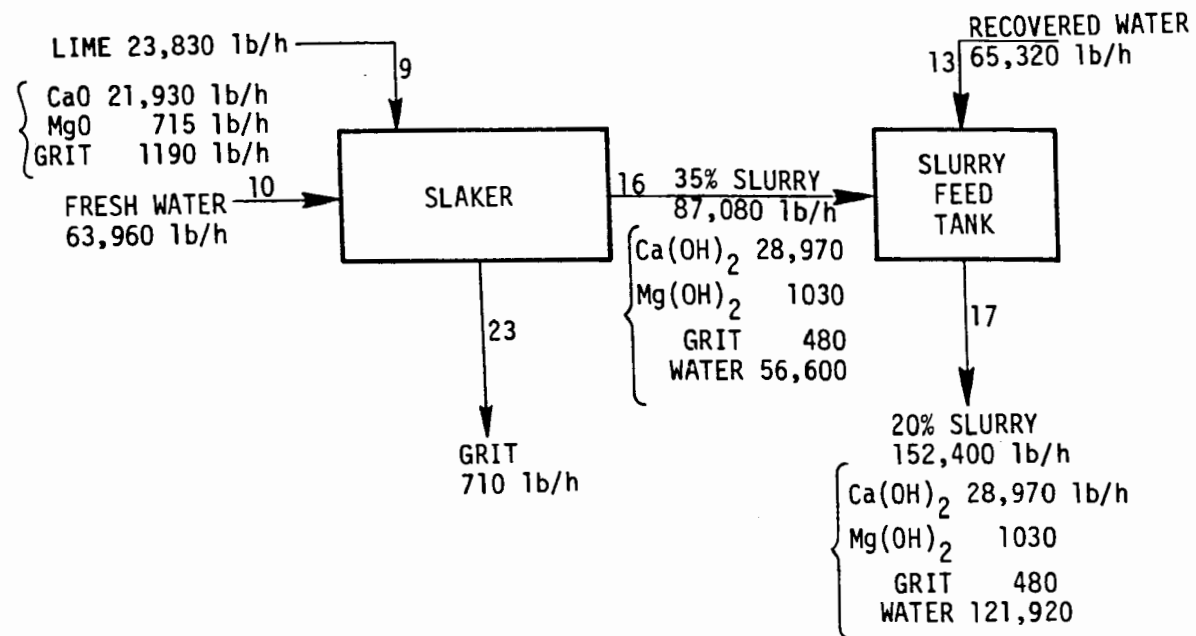 LIME 23,830 lb/h
9
CaO 21,930 lb/h
MgO 715 lb/h
GRIT 1190 lb/h
10
FRESH WATER
63,960 lb/h
SLAKER
23
GRIT
710 lb/h
16
35% SLURRY
87,080 lb/h
Ca(OH)2 28,970
Mg(OH)2 1030
GRIT 480
WATER 56,600
RECOVERED WATER
13
65,320 lb/h
SLURRY
FEED
TANK
17
20% SLURRY
152,400 lb/h
Ca(OH)2 28,970 lb/h
Mg(OH)2 1030
GRIT 480
WATER 121,920